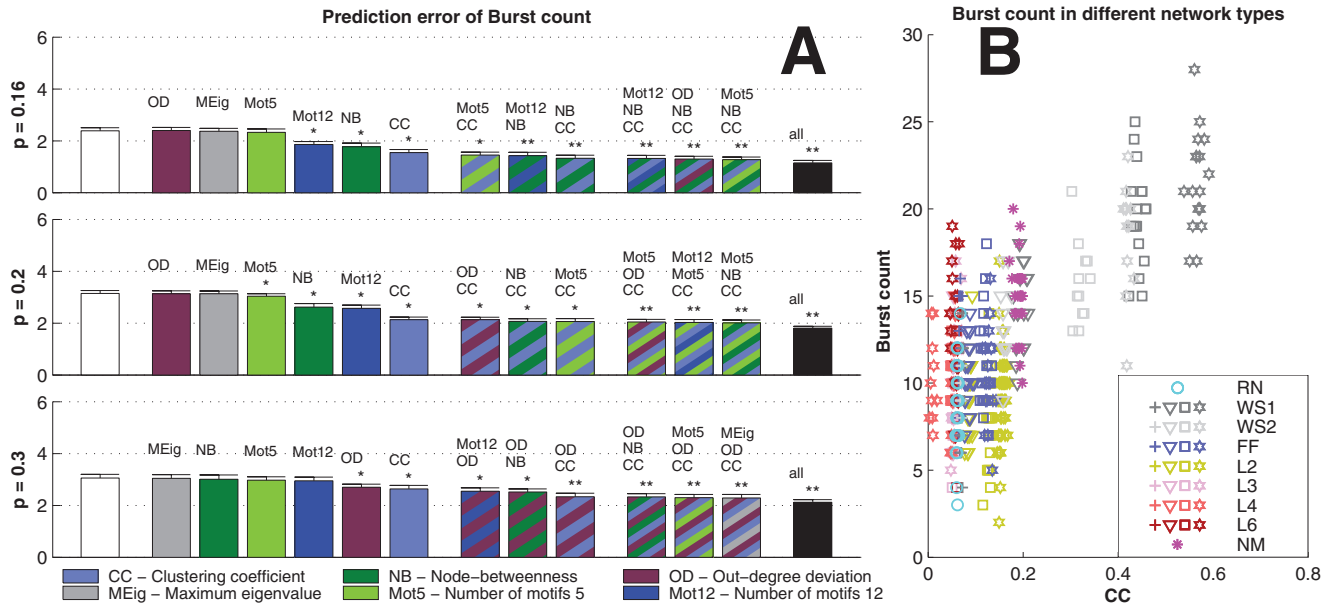 Prediction error of Burst count
A
p = 0.16
6
4
2
0
OD
MEig
Mot5
Mot12
*
NB
*
CC
*
Mot5
CC
*
Mot12
NB
**
NB
CC
**
Mot12
NB
CC
**
OD
NB
CC
**
Mot5
NB
CC
**
all
**
p = 0.2
6
4
2
0
OD
MEig
Mot5
*
NB
*
Mot12
*
CC
*
OD
CC
*
NB
CC
*
Mot5
CC
*
Mot5
OD
CC
**
Mot12
Mot5
CC
**
Mot5
NB
CC
**
all
**
p = 0.3
6
4
2
0
MEig
NB
Mot5
Mot12
OD
*
CC
*
Mot12
OD
*
OD
NB
*
OD
CC
**
OD
NB
CC
**
Mot5
OD
CC
**
MEig
OD
CC
**
all
**
CC – Clustering coefficient
NB – Node–betweenness
OD – Out–degree deviation
MEig – Maximum eigenvalue
Mot5 – Number of motifs 5
Mot12 – Number of motifs 12
Burst count in different network types
B
Burst count
30
25
20
15
10
5
0
0
0.2
0.4
0.6
0.8
CC
RN
WS1
WS2
FF
L2
L3
L4
L6
NM